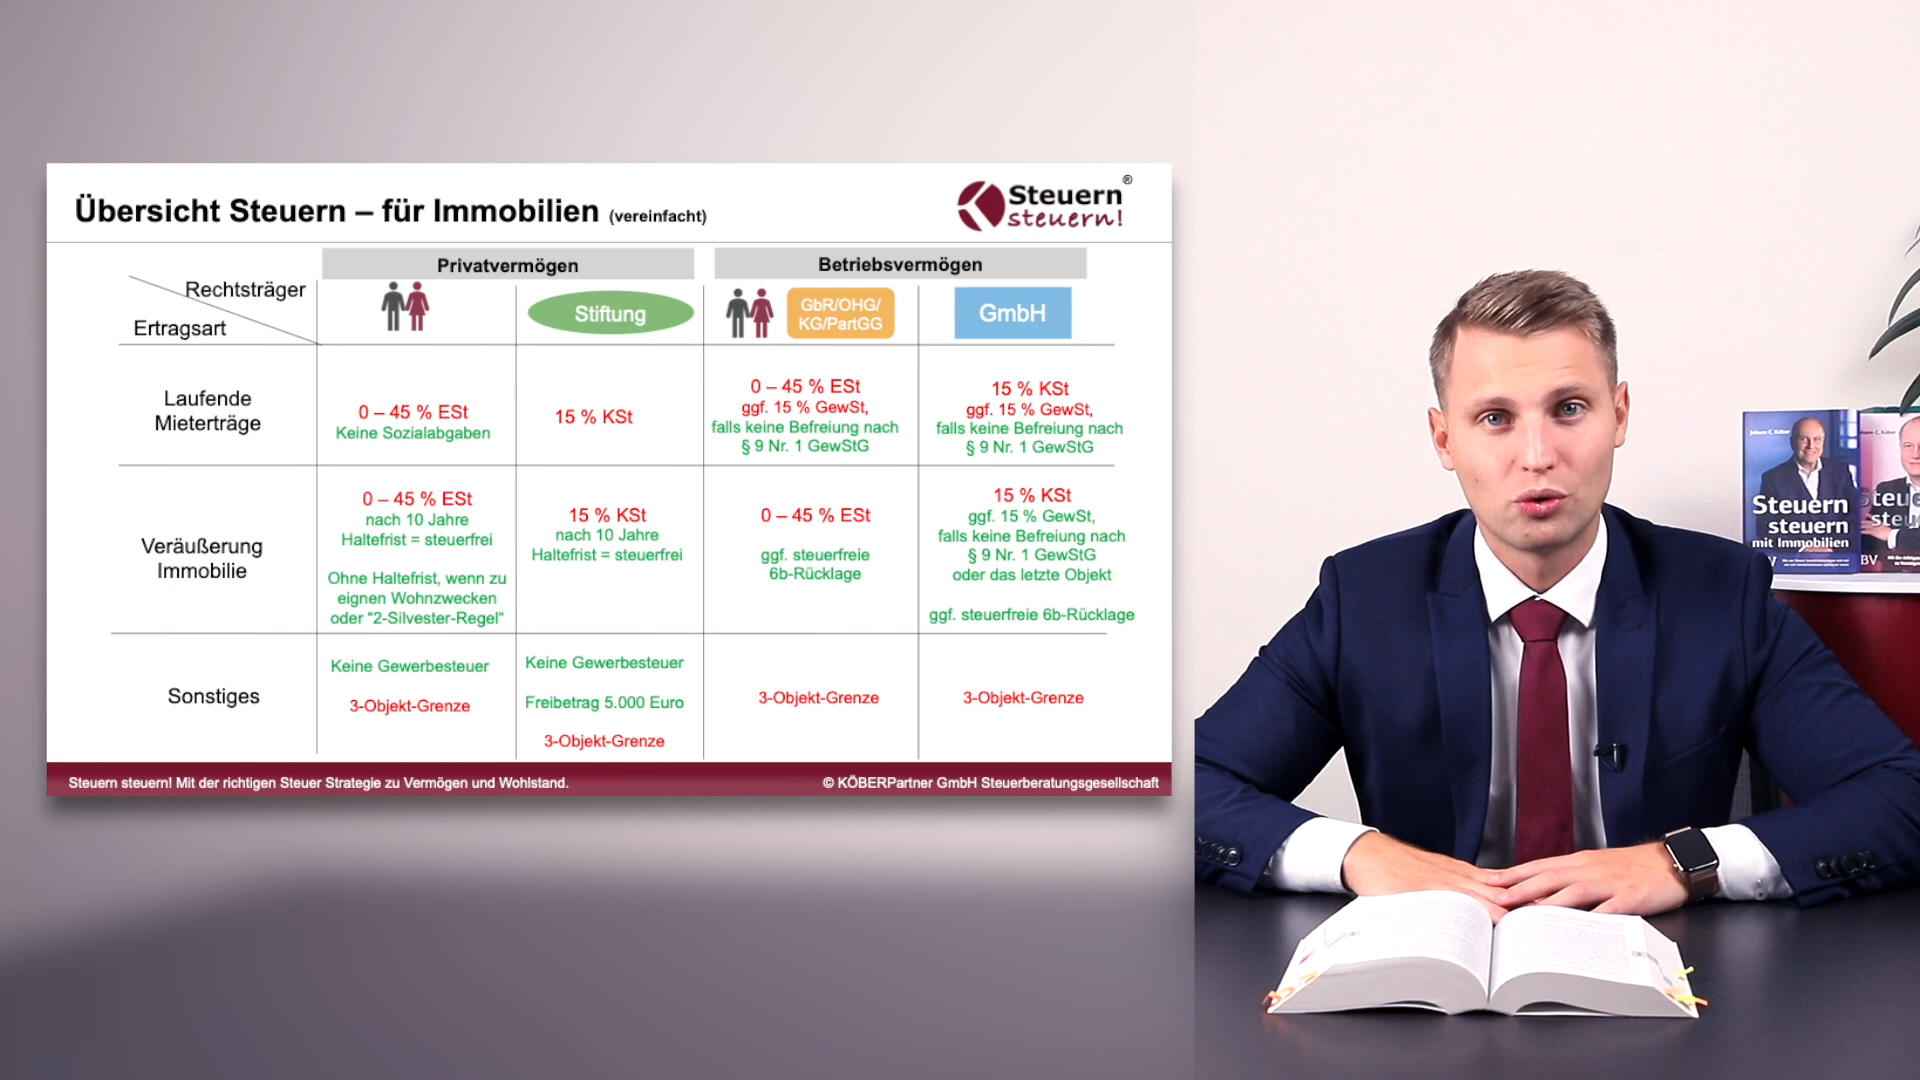 Übersicht Steuern – für Immobilien (vereinfacht)
Steuern®
steuern!
Privatvermögen
Betriebsvermögen
Rechtsträger
Ertragsart
Stiftung
GbR/OHG/
KG/PartGG
GmbH
Laufende
Mieterträge
0 – 45 % ESt
Keine Sozialabgaben
15 % KSt
0 – 45 % ESt
ggf. 15 % GewSt,
falls keine Befreiung nach
§ 9 Nr. 1 GewStG
15 % KSt
ggf. 15 % GewSt,
falls keine Befreiung nach
§ 9 Nr. 1 GewStG
Veräußerung
Immobilie
0 – 45 % ESt
nach 10 Jahre
Haltefrist = steuerfrei
Ohne Haltefrist, wenn zu
eignen Wohnzwecken
oder "2-Silvester-Regel"
15 % KSt
nach 10 Jahre
Haltefrist = steuerfrei
0 – 45 % ESt
ggf. steuerfreie
6b-Rücklage
15 % KSt
ggf. 15 % GewSt,
falls keine Befreiung nach
§ 9 Nr. 1 GewStG
oder das letzte Objekt
ggf. steuerfreie 6b-Rücklage
Sonstiges
Keine Gewerbesteuer
3-Objekt-Grenze
Keine Gewerbesteuer
Freibetrag 5.000 Euro
3-Objekt-Grenze
3-Objekt-Grenze
3-Objekt-Grenze
Steuern steuern! Mit der richtigen Steuer Strategie zu Vermögen und Wohlstand.
© KÖBERPartner GmbH Steuerberatungsgesellschaft
Johann C. Köber
Steuern
steuern
mit Immobilien
BV